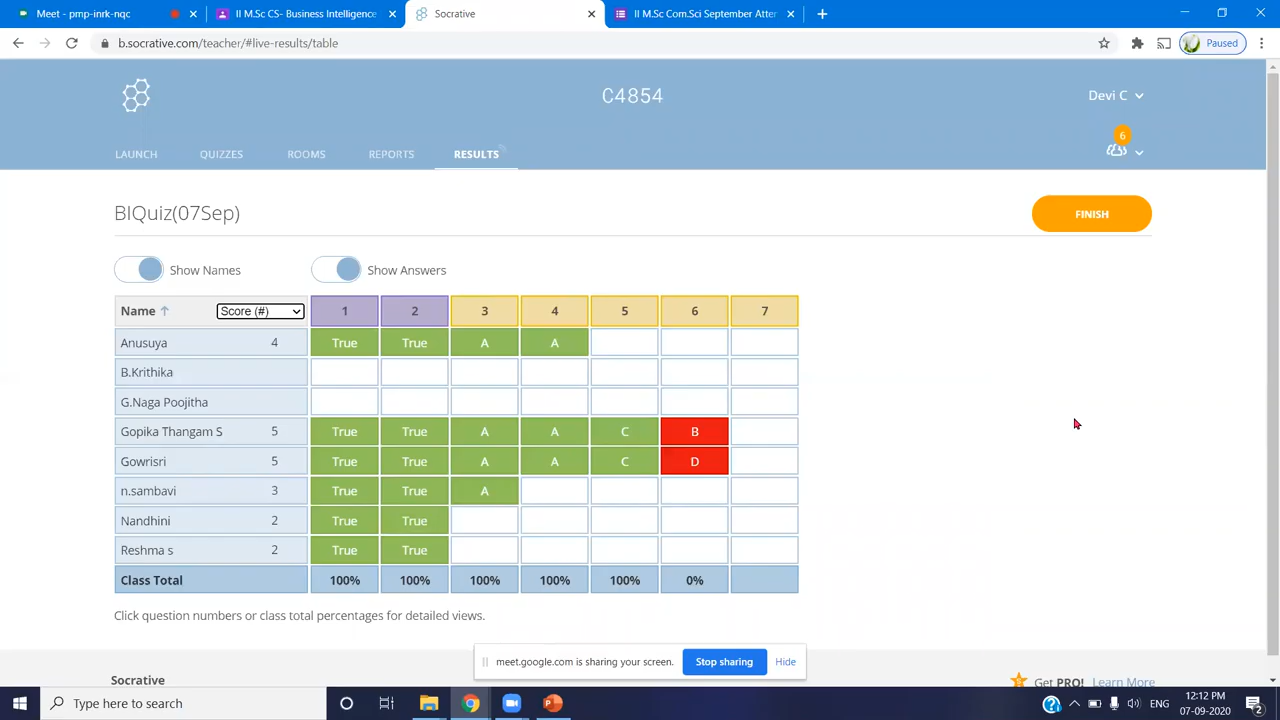 Meet - pmp-inrk-nqc
II M.Sc CS- Business Intelligence
Socrative
II M.Sc Com.Sci September Atten
b.socrative.com/teacher/#live-results/table
Paused
C4854
Devi C
6
LAUNCH QUIZZES ROOMS REPORTS RESULTS
BIQuiz(07Sep)
FINISH
Show Names Show Answers
Name Score (#) 1 2 3 4 5 6 7
Anusuya 4 True True A A
B.Krithika
G.Naga Poojitha
Gopika Thangam S 5 True True A A C B
Gowrisri 5 True True A A C D
n.sambavi 3 True True A
Nandhini 2 True True
Reshma s 2 True True
Class Total 100% 100% 100% 100% 100% 0%
Click question numbers or class total percentages for detailed views.
meet.google.com is sharing your screen. Stop sharing Hide
Socrative
Get PRO! Learn More
Type here to search
ENG
12:12 PM
07-09-2020
2